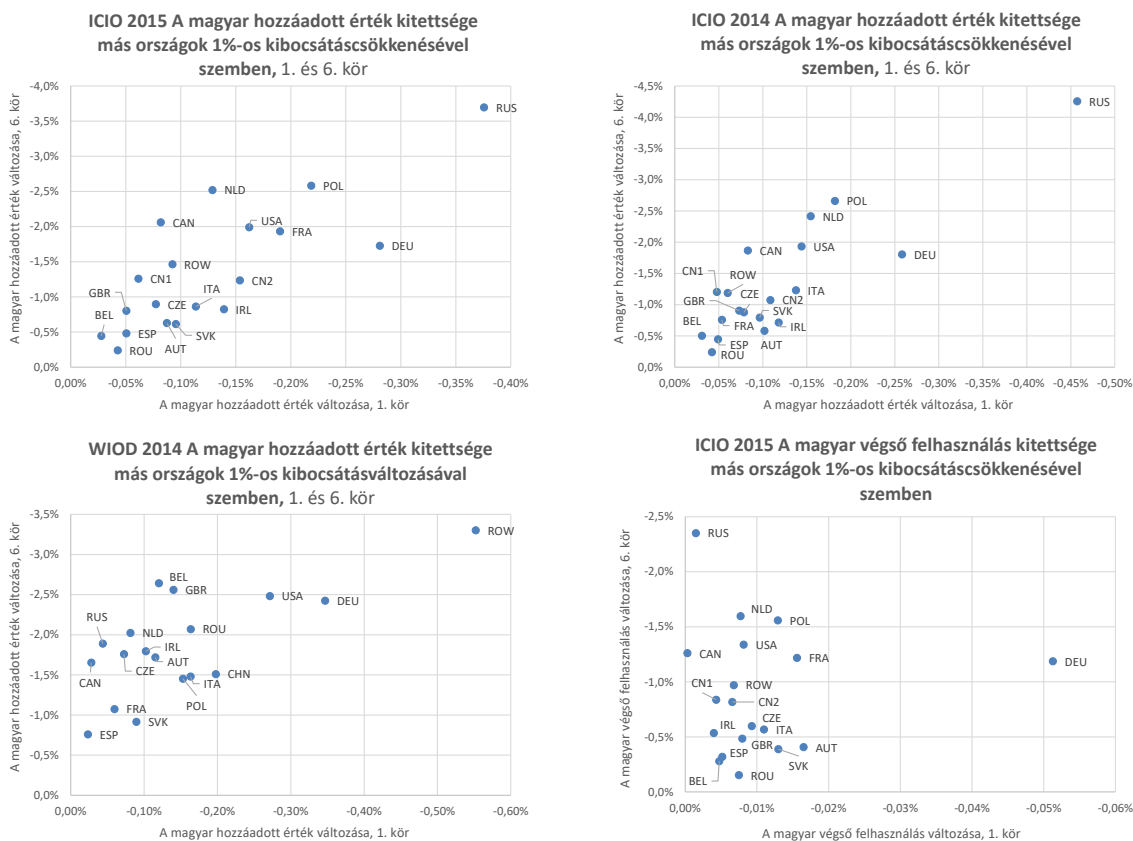 ICIO 2015 A magyar hozzáadott érték kitettsége
más országok 1%-os kibocsátáscsökkenésével
szemben, 1. és 6. kör
A magyar hozzáadott érték változása, 6. kör
-4,0%
-3,5%
-3,0%
-2,5%
-2,0%
-1,5%
-1,0%
-0,5%
0,0%
RUS
NLD
POL
CAN
USA
FRA
DEU
ROW
CN1
CN2
GBR
CZE
ITA
IRL
BEL
ESP
AUT
SVK
ROU
0,00% -0,05% -0,10% -0,15% -0,20% -0,25% -0,30% -0,35% -0,40%
A magyar hozzáadott érték változása, 1. kör
ICIO 2014 A magyar hozzáadott érték kitettsége
más országok 1%-os kibocsátáscsökkenésével
szemben, 1. és 6. kör
A magyar hozzáadott érték változása, 6. kör
-4,5%
-4,0%
-3,5%
-3,0%
-2,5%
-2,0%
-1,5%
-1,0%
-0,5%
0,0%
RUS
POL
NLD
CAN
USA
DEU
CN1
ROW
CZE
ITA
GBR
CN2
SVK
BEL
FRA
IRL
ESP
AUT
ROU
0,00% -0,05% -0,10% -0,15% -0,20% -0,25% -0,30% -0,35% -0,40% -0,45% -0,50%
A magyar hozzáadott érték változása, 1. kör
WIOD 2014 A magyar hozzáadott érték kitettsége
más országok 1%-os kibocsátásváltozásával
szemben, 1. és 6. kör
A magyar hozzáadott érték változása, 6. kör
-3,5%
-3,0%
-2,5%
-2,0%
-1,5%
-1,0%
-0,5%
0,0%
ROW
BEL
GBR
USA
DEU
RUS
NLD
ROU
IRL
AUT
CAN
CZE
ITA
CHN
POL
FRA
SVK
ESP
0,00% -0,10% -0,20% -0,30% -0,40% -0,50% -0,60%
A magyar hozzáadott érték változása, 1. kör
ICIO 2015 A magyar végső felhasználás kitettsége
más országok 1%-os kibocsátáscsökkenésével
szemben
A magyar végső felhasználás változása, 6. kör
-2,5%
-2,0%
-1,5%
-1,0%
-0,5%
0,0%
RUS
NLD
POL
USA
CAN
FRA
DEU
ROW
CN1
CN2
CZE
IRL
ITA
GBR
AUT
ESP
SVK
BEL
ROU
0,00% -0,01% -0,02% -0,03% -0,04% -0,05% -0,06%
A magyar végső felhasználás változása, 1. kör